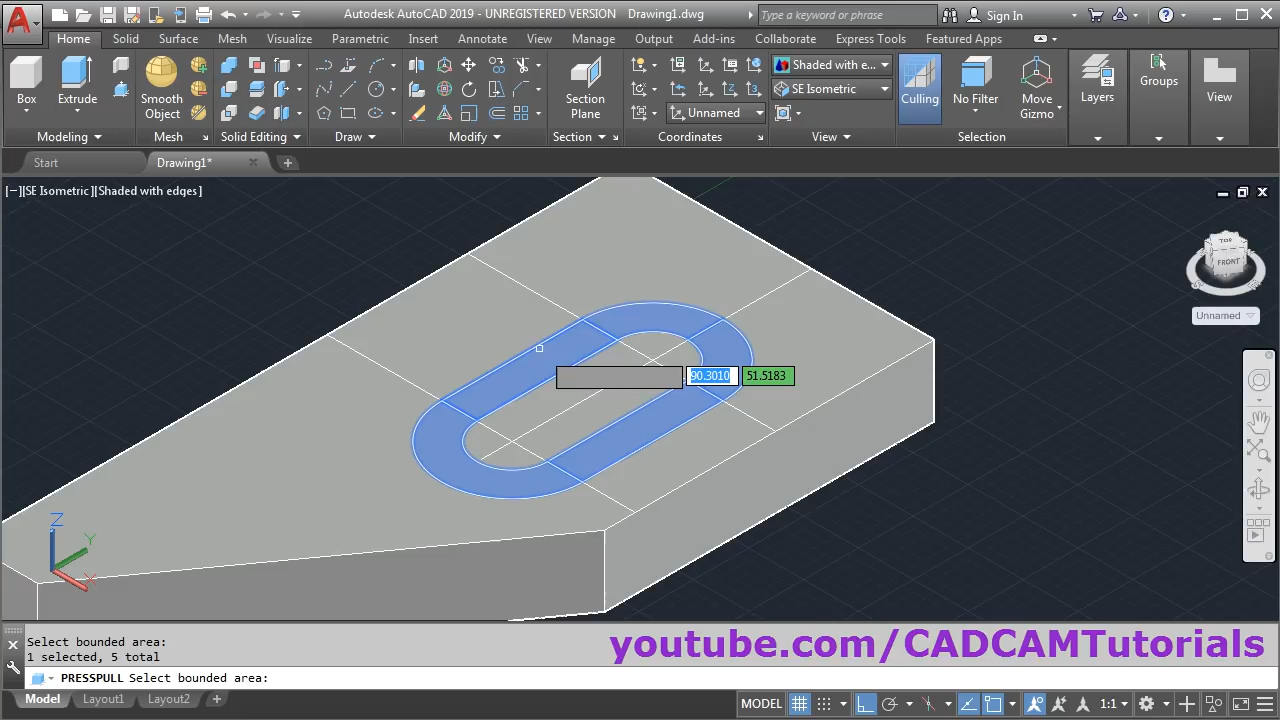 Autodesk AutoCAD 2019 - UNREGISTERED VERSION Drawing1.dwg
Type a keyword or phrase
Sign In
Home Solid Surface Mesh Visualize Parametric Insert Annotate View Manage Output Add-ins Collaborate Express Tools Featured Apps
Box
Extrude
Smooth
Object
Section
Plane
Unnamed
Shaded with e...
SE Isometric
Culling
No Filter
Move
Gizmo
Layers
Groups
View
Modeling
Mesh
Solid Editing
Draw
Modify
Section
Coordinates
View
Selection
Start
Drawing1*
[−][SE Isometric][Shaded with edges]
TOP
FRONT
Unnamed
90.3010
51.5183
Z
Y
X
Select bounded area:
1 selected, 5 total
PRESSPULL Select bounded area:
youtube.com/CADCAMTutorials
Model Layout1 Layout2
MODEL
1:1